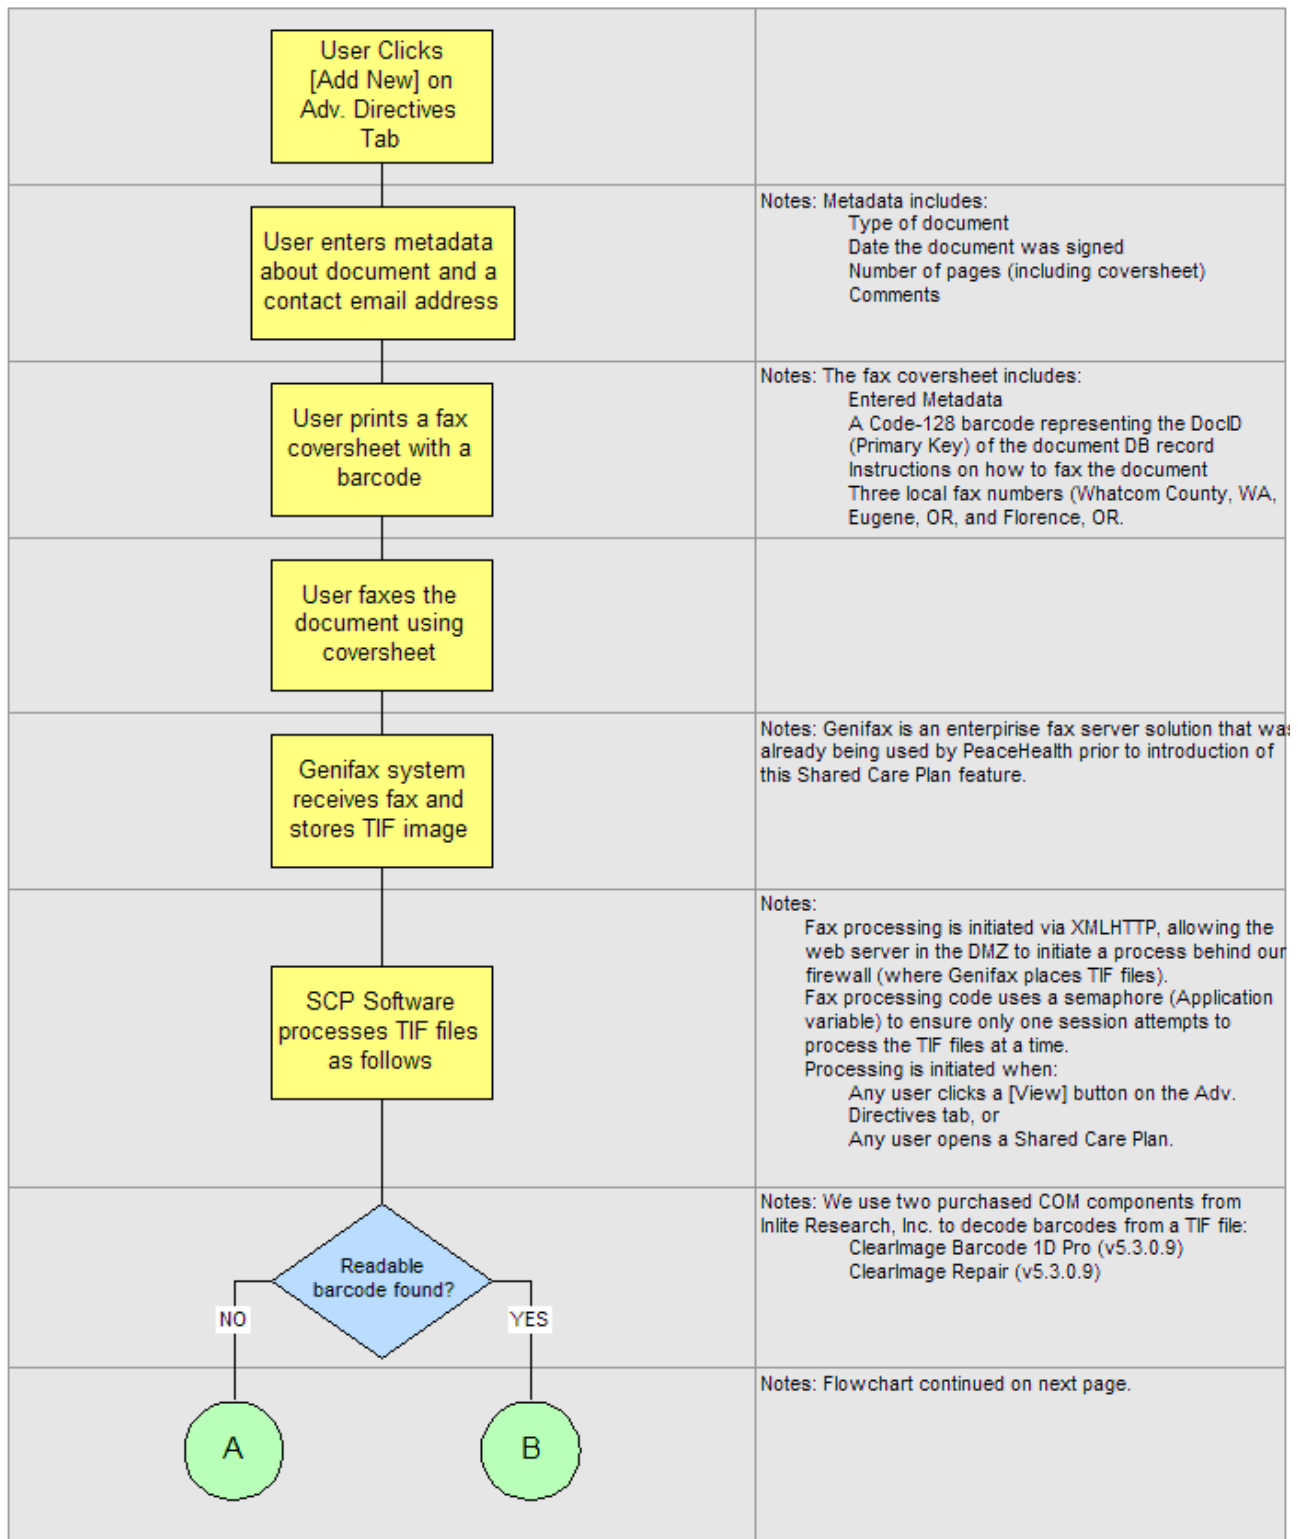 User Clicks
[Add New] on
Adv. Directives
Tab
User enters metadata
about document and a
contact email address
Notes: Metadata includes:
Type of document
Date the document was signed
Number of pages (including coversheet)
Comments
User prints a fax
coversheet with a
barcode
Notes: The fax coversheet includes:
Entered Metadata
A Code-128 barcode representing the DocID
(Primary Key) of the document DB record
Instructions on how to fax the document
Three local fax numbers (Whatcom County, WA,
Eugene, OR, and Florence, OR.
User faxes the
document using
coversheet
Genifax system
receives fax and
stores TIF image
Notes: Genifax is an enterpirise fax server solution that was
already being used by PeaceHealth prior to introduction of
this Shared Care Plan feature.
SCP Software
processes TIF files
as follows
Notes:
Fax processing is initiated via XMLHTTP, allowing the
web server in the DMZ to initiate a process behind our
firewall (where Genifax places TIF files).
Fax processing code uses a semaphore (Application
variable) to ensure only one session attempts to
process the TIF files at a time.
Processing is initiated when:
Any user clicks a [View] button on the Adv.
Directives tab, or
Any user opens a Shared Care Plan.
Readable
barcode found?
NO
YES
Notes: We use two purchased COM components from
Inlite Research, Inc. to decode barcodes from a TIF file:
ClearImage Barcode 1D Pro (v5.3.0.9)
ClearImage Repair (v5.3.0.9)
A
B
Notes: Flowchart continued on next page.